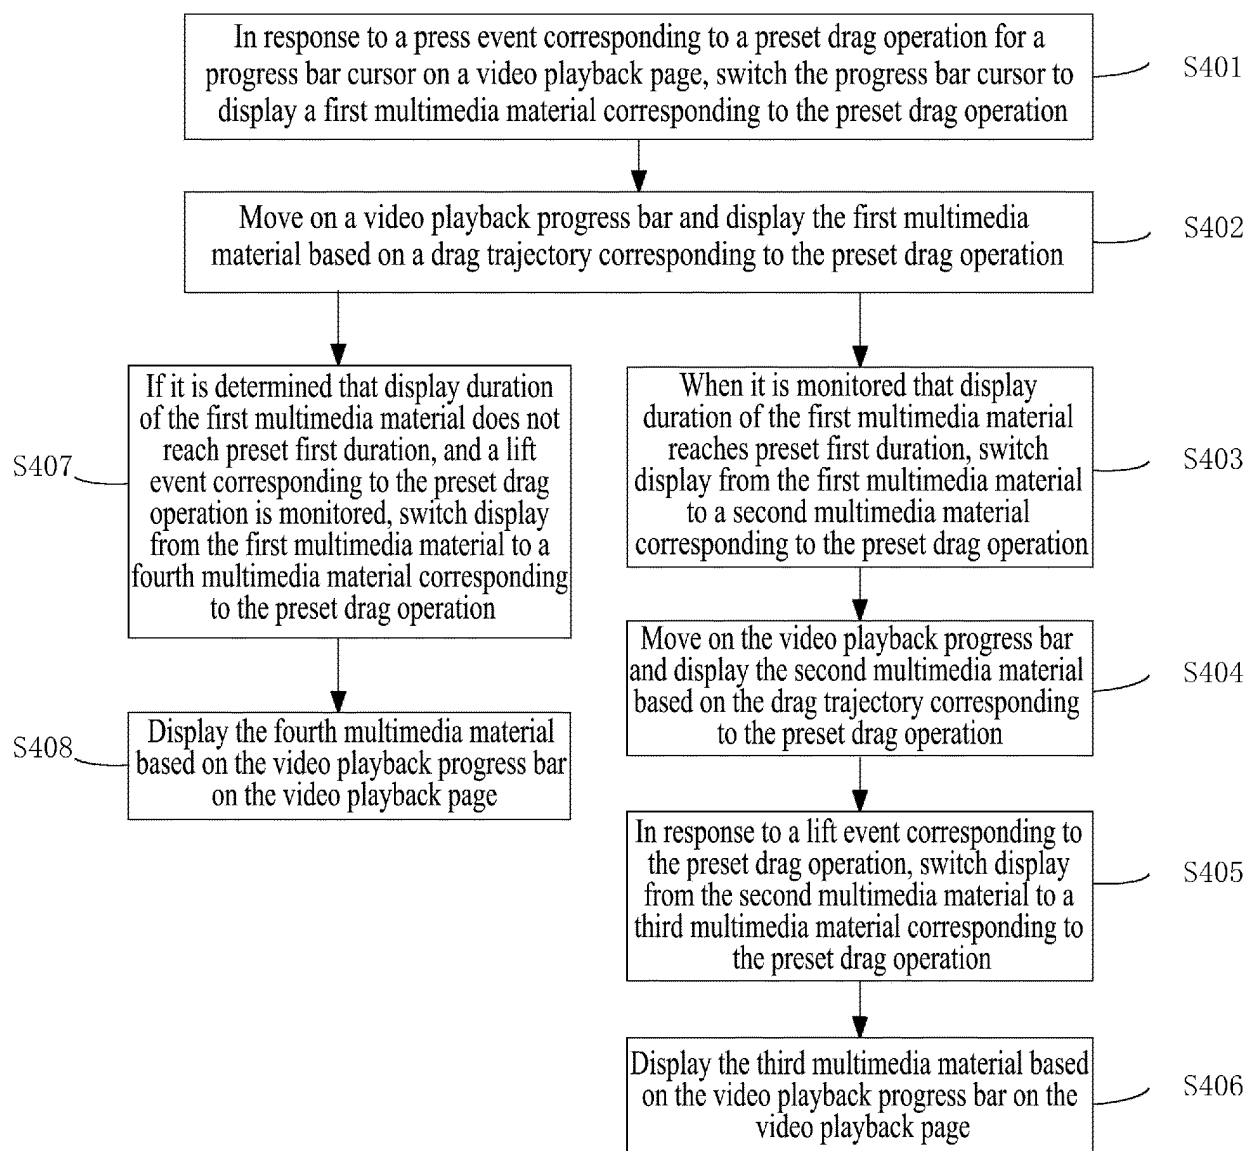 In response to a press event corresponding to a preset drag operation for a
progress bar cursor on a video playback page, switch the progress bar cursor to
display a first multimedia material corresponding to the preset drag operation
S401
Move on a video playback progress bar and display the first multimedia
material based on a drag trajectory corresponding to the preset drag operation
S402
If it is determined that display duration
of the first multimedia material does not
reach preset first duration, and a lift
event corresponding to the preset drag
operation is monitored, switch display
from the first multimedia material to a
fourth multimedia material corresponding
to the preset drag operation
S407
When it is monitored that display
duration of the first multimedia material
reaches preset first duration, switch
display from the first multimedia material
to a second multimedia material
corresponding to the preset drag operation
S403
Display the fourth multimedia material
based on the video playback progress bar
on the video playback page
S408
Move on the video playback progress bar
and display the second multimedia material
based on the drag trajectory corresponding
to the preset drag operation
S404
In response to a lift event corresponding to
the preset drag operation, switch display
from the second multimedia material to a
third multimedia material corresponding to
the preset drag operation
S405
Display the third multimedia material based
on the video playback progress bar on the
video playback page
S406